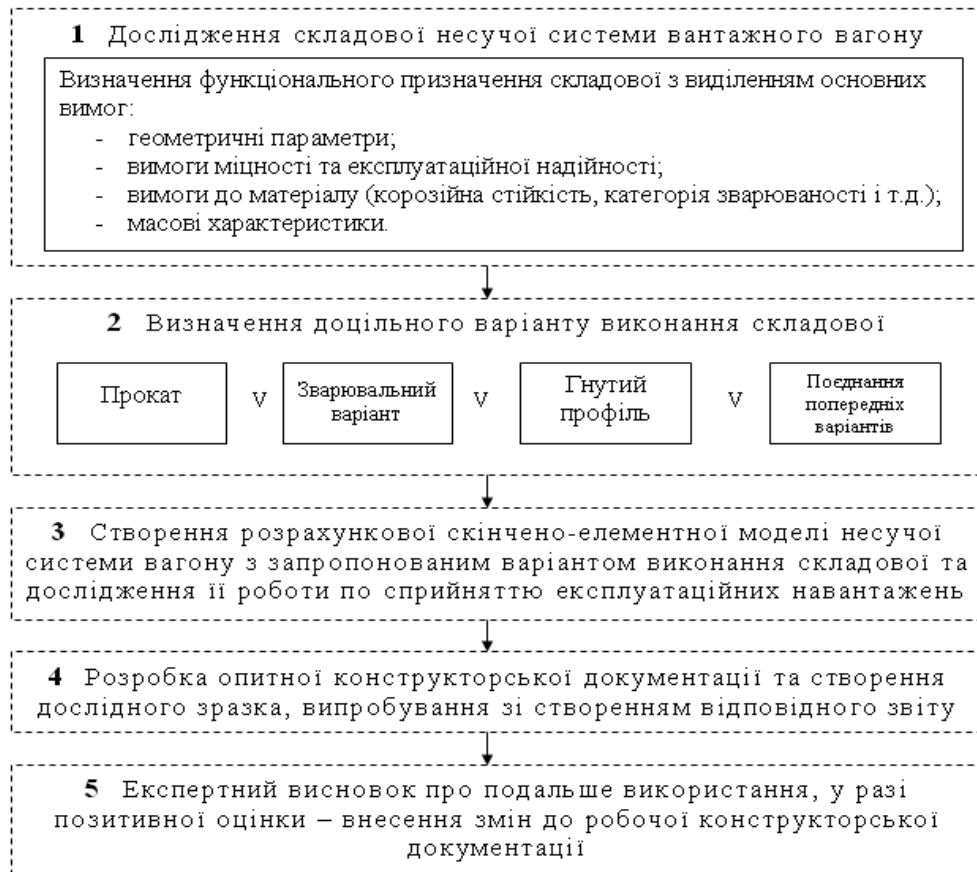 1 Дослідження складової несучої системи вантажного вагону
Визначення функціонального призначення складової з виділенням основних
вимог:
- геометричні параметри;
- вимоги міцності та експлуатаційної надійності;
- вимоги до матеріалу (корозійна стійкість, категорія зварюваності і т.д.);
- масові характеристики.
2 Визначення доцільного варіанту виконання складової
Прокат
V
Зварювальний
варіант
V
Гнутий
профіль
V
Поєднання
попередніх
варіантів
3 Створення розрахункової скінчено-елементної моделі несучої
системи вагону з запропонованим варіантом виконання складової та
дослідження її роботи по сприйняттю експлуатаційних навантажень
4 Розробка опитної конструкторської документації та створення
дослідного зразка, випробування зі створенням відповідного звіту
5 Експертний висновок про подальше використання, у разі
позитивної оцінки – внесення змін до робочої конструкторської
документації